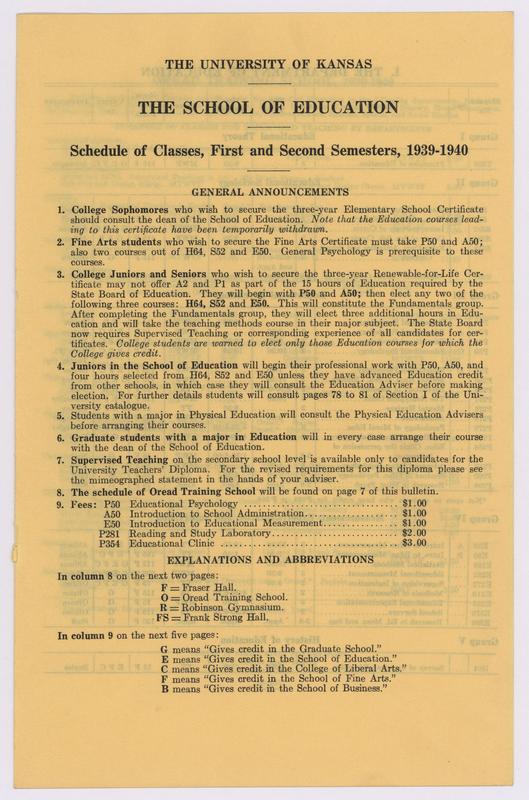 THE UNIVERSITY OF KANSAS
THE SCHOOL OF EDUCATION
Schedule of Classes, First and Second Semesters, 1939-1940
GENERAL ANNOUNCEMENTS
1. College Sophomores who wish to secure the three-year Elementary School Certificate
should consult the dean of the School of Education. Note that the Education courses lead-
ing to this certificate have been temporarily withdrawn.
2. Fine Arts students who wish to secure the Fine Arts Certificate must take P50 and A50;
also two courses out of H64, S52 and E50. General Psychology is prerequisite to these
courses.
3. College Juniors and Seniors who wish to secure the three-year Renewable-for-Life Cer-
tificate may not offer A2 and P1 as part of the 15 hours of Education required by the
State Board of Education. They will begin with P50 and A50; then elect any two of the
following three courses: H64, S52 and E50. This will constitute the Fundamentals group.
After completing the Fundamentals group, they will elect three additional hours in Edu-
cation and will take the teaching methods course in their major subject. The State Board
now requires Supervised Teaching or corresponding experience of all candidates for cer-
tificates. College students are warned to elect only those Education courses for which the
College gives credit.
4. Juniors in the School of Education will begin their professional work with P50, A50, and
four hours selected from H64, S52 and E50 unless they have advanced Education credit
from other schools, in which case they will consult the Education Adviser before making
election. For further details students will consult pages 78 to 81 of Section I of the Uni-
versity catalogue.
5. Students with a major in Physical Education will consult the Physical Education Advisers
before arranging their courses.
6. Graduate students with a major in Education will in every case arrange their course
with the dean of the School of Education.
7. Supervised Teaching on the secondary school level is available only to candidates for the
University Teachers' Diploma. For the revised requirements for this diploma please see
the mimeographed statement in the hands of your adviser.
8. The schedule of Oread Training School will be found on page 7 of this bulletin.
9. Fees: P50 Educational Psychology ........ $1.00
A50 Introduction to School Administration........ $1.00
E50 Introduction to Educational Measurement........ $1.00
P281 Reading and Study Laboratory........ $2.00
P354 Educational Clinic ........ $3.00
EXPLANATIONS AND ABBREVIATIONS
In column 8 on the next two pages:
F = Fraser Hall.
O = Oread Training School.
R = Robinson Gymnasium.
FS = Frank Strong Hall.
In column 9 on the next five pages:
G means "Gives credit in the Graduate School."
E means "Gives credit in the School of Education."
C means "Gives credit in the College of Liberal Arts."
F means "Gives credit in the School of Fine Arts."
B means "Gives credit in the School of Business."